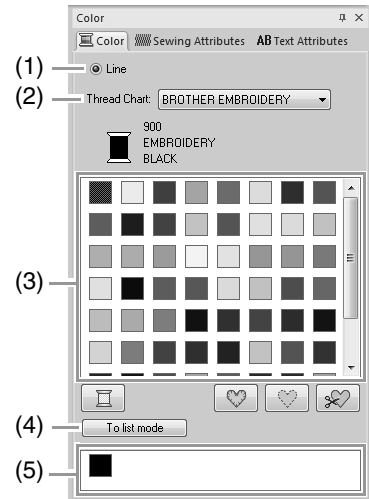 Color
Color Sewing Attributes AB Text Attributes
(1) Line
(2) Thread Chart: BROTHER EMBROIDERY
900
EMBROIDERY
BLACK
(3)
(4) To list mode
(5)